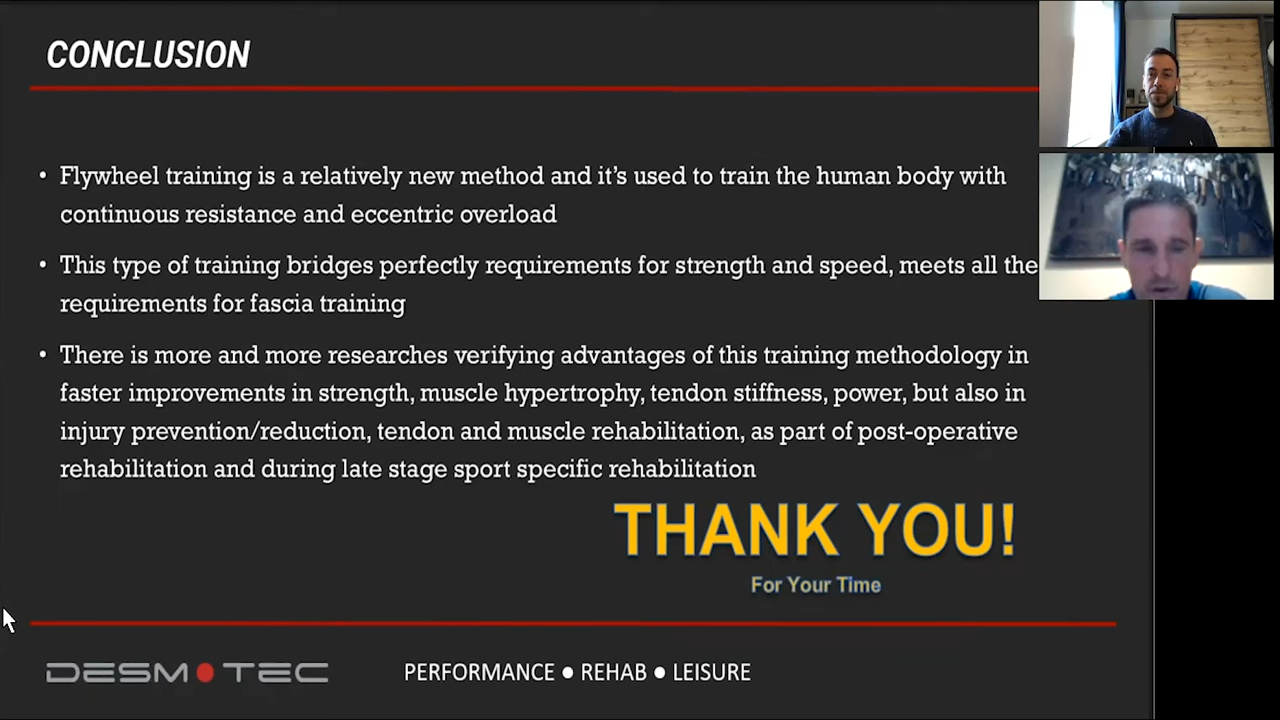 CONCLUSION
• Flywheel training is a relatively new method and it's used to train the human body with
continuous resistance and eccentric overload
• This type of training bridges perfectly requirements for strength and speed, meets all the
requirements for fascia training
• There is more and more researches verifying advantages of this training methodology in
faster improvements in strength, muscle hypertrophy, tendon stiffness, power, but also in
injury prevention/reduction, tendon and muscle rehabilitation, as part of post-operative
rehabilitation and during late stage sport specific rehabilitation
THANK YOU!
For Your Time
DESMOTEC
PERFORMANCE ● REHAB ● LEISURE